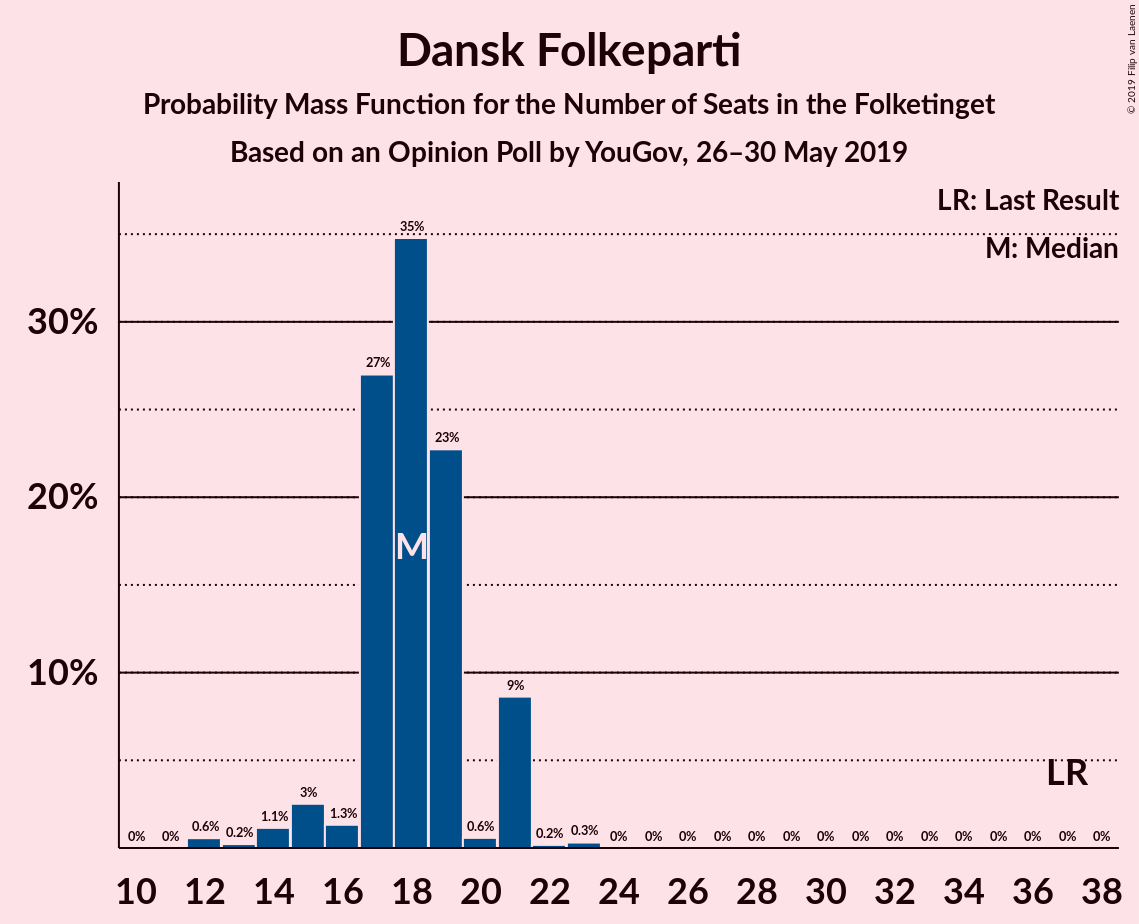 Dansk Folkeparti
Probability Mass Function for the Number of Seats in the Folketinget
Based on an Opinion Poll by YouGov, 26–30 May 2019
© 2019 Filip van Laenen
LR: Last Result
M: Median
30%
20%
10%
0% 0% 0.6% 0.2% 1.1% 3% 1.3% 27% 35% 23% 0.6% 9% 0.2% 0.3% 0% 0% 0% 0% 0% 0% 0% 0% 0% 0% 0% 0% 0% 0% 0%
M
LR
10 12 14 16 18 20 22 24 26 28 30 32 34 36 38